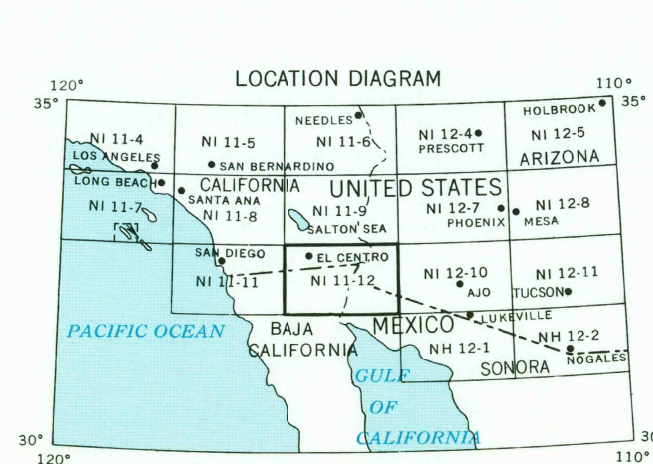 LOCATION DIAGRAM
120° 110°
35° 35°
NEEDLES HOLBROOK
NI 11-4 NI 11-5 NI 11-6 NI 12-4 NI 12-5
PRESCOTT
LOS ANGELES SAN BERNARDINO ARIZONA
LONG BEACH CALIFORNIA UNITED STATES
SANTA ANA
NI 11-7 NI 11-8 NI 11-9 NI 12-7 NI 12-8
SALTON SEA PHOENIX MESA
SAN DIEGO EL CENTRO
NI 11-11 NI 11-12 NI 12-10 NI 12-11
AJO TUCSON
PACIFIC OCEAN BAJA MEXICO LUKEVILLE
CALIFORNIA NH 12-1 NH 12-2
SONORA NOGALES
GULF
OF
CALIFORNIA
30° 30
120° 110°